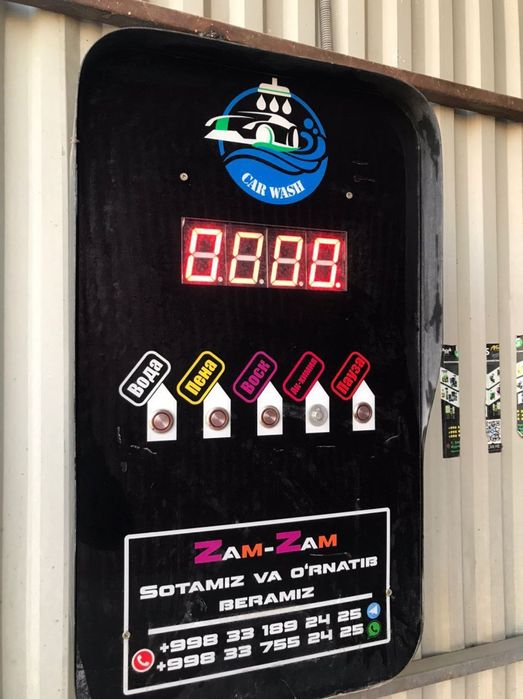 CAR WASH
0000
Вода
Пена
Воск
Пауза
ZAM-ZAM
SOTAMIZ VA O'RNATIB
BERAMIZ
+998 33 189 24 25
+998 33 755 24 25